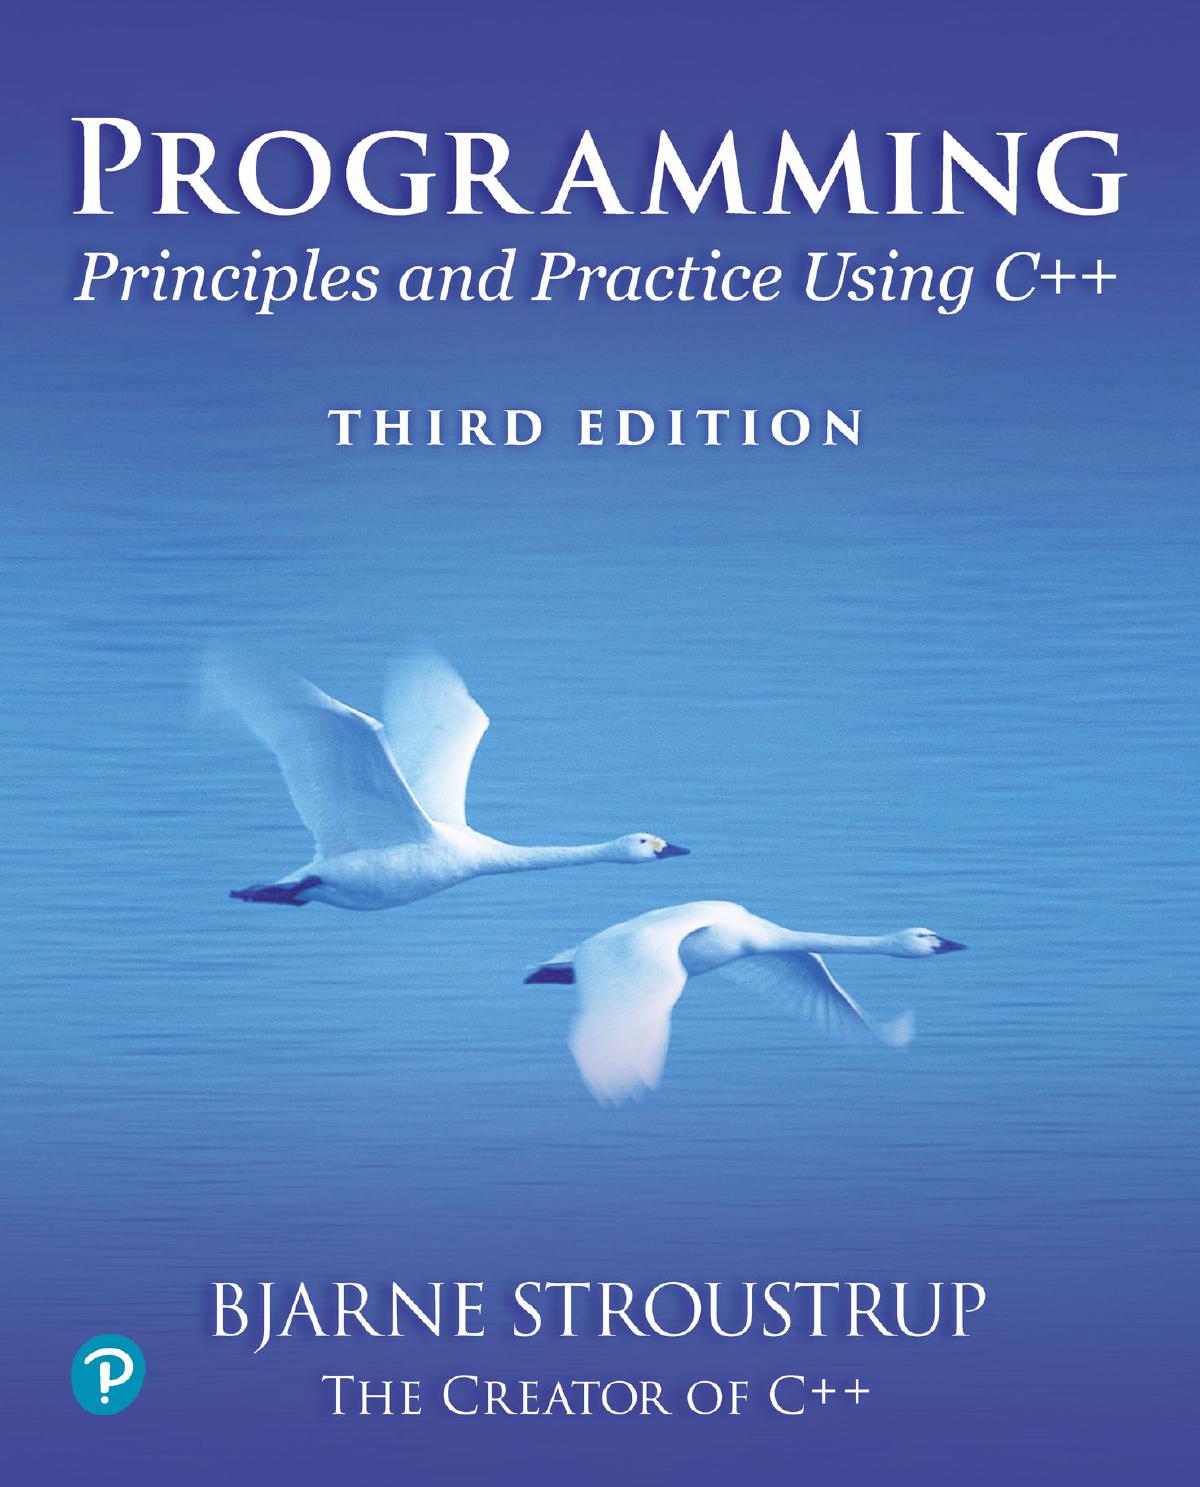 PROGRAMMING
Principles and Practice Using C++
THIRD EDITION
BJARNE STROUSTRUP
THE CREATOR OF C++
P